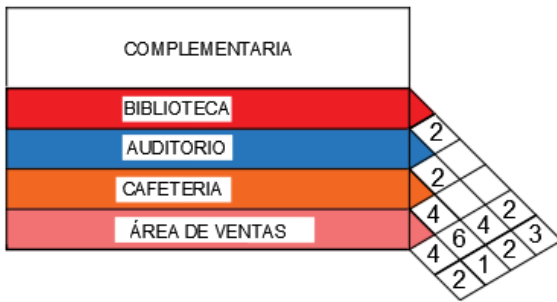 COMPLEMENTARIA
BIBLIOTECA
2
AUDITORIO
2
CAFETERIA
4 6 4 2 3
ÁREA DE VENTAS
4 2 1 2